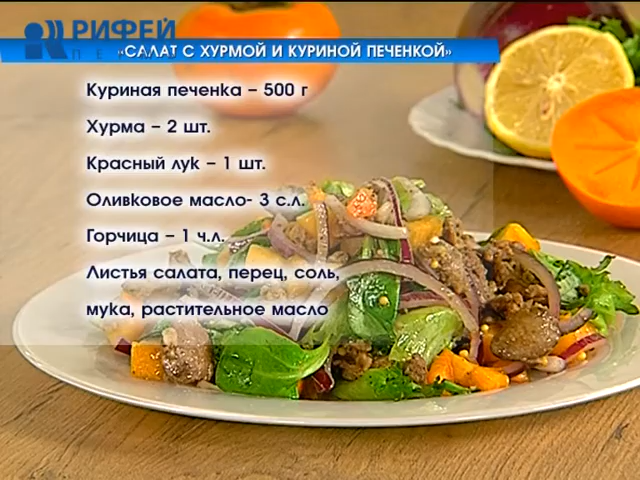 РИФЕЙ
ПЕРМЬ
«САЛАТ С ХУРМОЙ И КУРИНОЙ ПЕЧЕНКОЙ»
Куриная печенка – 500 г
Хурма – 2 шт.
Красный лук – 1 шт.
Оливковое масло- 3 с.л.
Горчица – 1 ч.л.
Листья салата, перец, соль,
мука, растительное масло